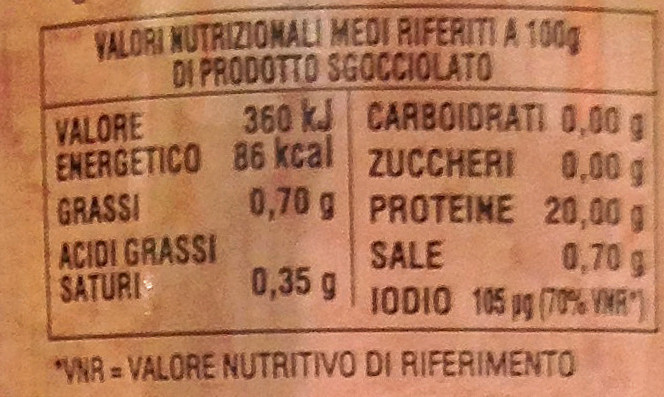 VALORI NUTRIZIONALI MEDI RIFERITI A 100g
DI PRODOTTO SGOCCIOLATO
VALORE 360 kJ
ENERGETICO 86 kcal
GRASSI 0,70 g
ACIDI GRASSI
SATURI 0,35 g
CARBOIDRATI 0,00 g
ZUCCHERI 0,00 g
PROTEINE 20,00 g
SALE 0,70 g
IODIO 105 µg (70% VNR*)
*VNR = VALORE NUTRITIVO DI RIFERIMENTO